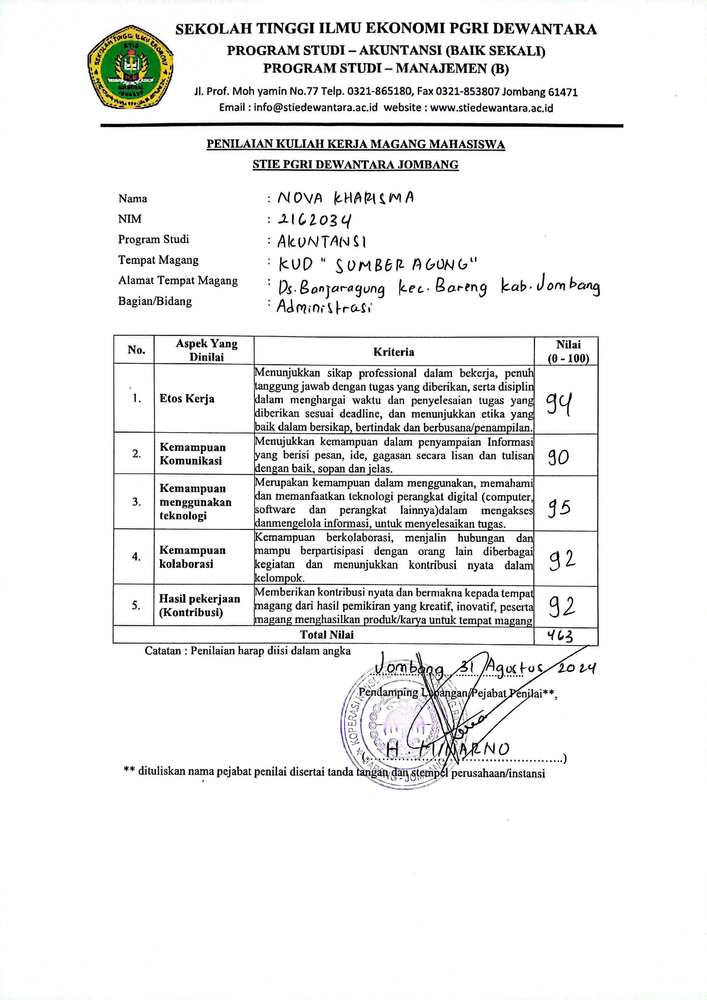 SEKOLAH TINGGI ILMU EKONOMI PGRI DEWANTARA
PROGRAM STUDI – AKUNTANSI (BAIK SEKALI)
PROGRAM STUDI – MANAJEMEN (B)
Jl. Prof. Moh yamin No.77 Telp. 0321-865180, Fax 0321-853807 Jombang 61471
Email : info@stiedewantara.ac.id website : www.stiedewantara.ac.id
PENILAIAN KULIAH KERJA MAGANG MAHASISWA
STIE PGRI DEWANTARA JOMBANG
Nama : NOVA KHARISMA
NIM : 2162034
Program Studi : AKUNTANSI
Tempat Magang : KUD "SUMBER AGUNG"
Alamat Tempat Magang : Ds. Banjaragung kec. Bareng kab. Jombang
Bagian/Bidang : Administrasi
No. Aspek Yang Dinilai Kriteria Nilai (0 - 100)
1. Etos Kerja
Menunjukkan sikap professional dalam bekerja, penuh
tanggung jawab dengan tugas yang diberikan, serta disiplin
dalam menghargai waktu dan penyelesaian tugas yang
diberikan sesuai deadline, dan menunjukkan etika yang
baik dalam bersikap, bertindak dan berbusana/penampilan.
94
2. Kemampuan Komunikasi
Menujukkan kemampuan dalam penyampaian Informasi
yang berisi pesan, ide, gagasan secara lisan dan tulisan
dengan baik, sopan dan jelas.
90
3. Kemampuan menggunakan teknologi
Merupakan kemampuan dalam menggunakan, memahami
dan memanfaatkan teknologi perangkat digital (computer,
software dan perangkat lainnya)dalam mengakses
danmengelola informasi, untuk menyelesaikan tugas.
95
4. Kemampuan kolaborasi
Kemampuan berkolaborasi, menjalin hubungan dan
mampu berpartisipasi dengan orang lain diberbagai
kegiatan dan menunjukkan kontribusi nyata dalam
kelompok.
92
5. Hasil pekerjaan (Kontribusi)
Memberikan kontribusi nyata dan bermakna kepada tempat
magang dari hasil pemikiran yang kreatif, inovatif, peserta
magang menghasilkan produk/karya untuk tempat magang
92
Total Nilai 463
Catatan : Penilaian harap diisi dalam angka
Jombang, 31 Agustus 2024
Pendamping Lapangan/Pejabat Penilai**,
KOPERASI KONSUMEN
BARENG - JOMBANG
(H. MINARNO)
** dituliskan nama pejabat penilai disertai tanda tangan dan stempel perusahaan/instansi